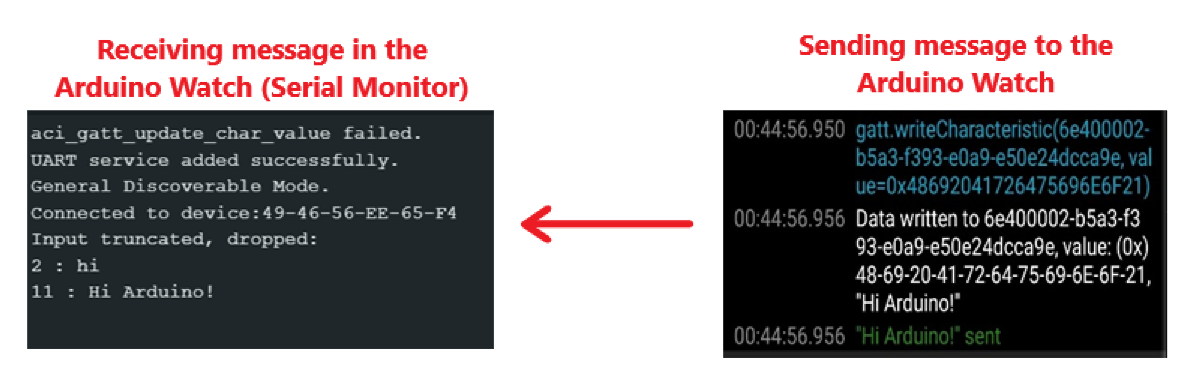 Receiving message in the
Arduino Watch (Serial Monitor)
aci_gatt_update_char_value failed.
UART service added successfully.
General Discoverable Mode.
Connected to device:49-46-56-EE-65-F4
Input truncated, dropped:
2 : hi
11 : Hi Arduino!
Sending message to the
Arduino Watch
00:44:56.950 gatt.writeCharacteristic(6e400002-
b5a3-f393-e0a9-e50e24dcca9e, val
ue=0x48692041726475696E6F21)
00:44:56.956 Data written to 6e400002-b5a3-f3
93-e0a9-e50e24dcca9e, value: (0x)
48-69-20-41-72-64-75-69-6E-6F-21,
"Hi Arduino!"
00:44:56.956 "Hi Arduino!" sent